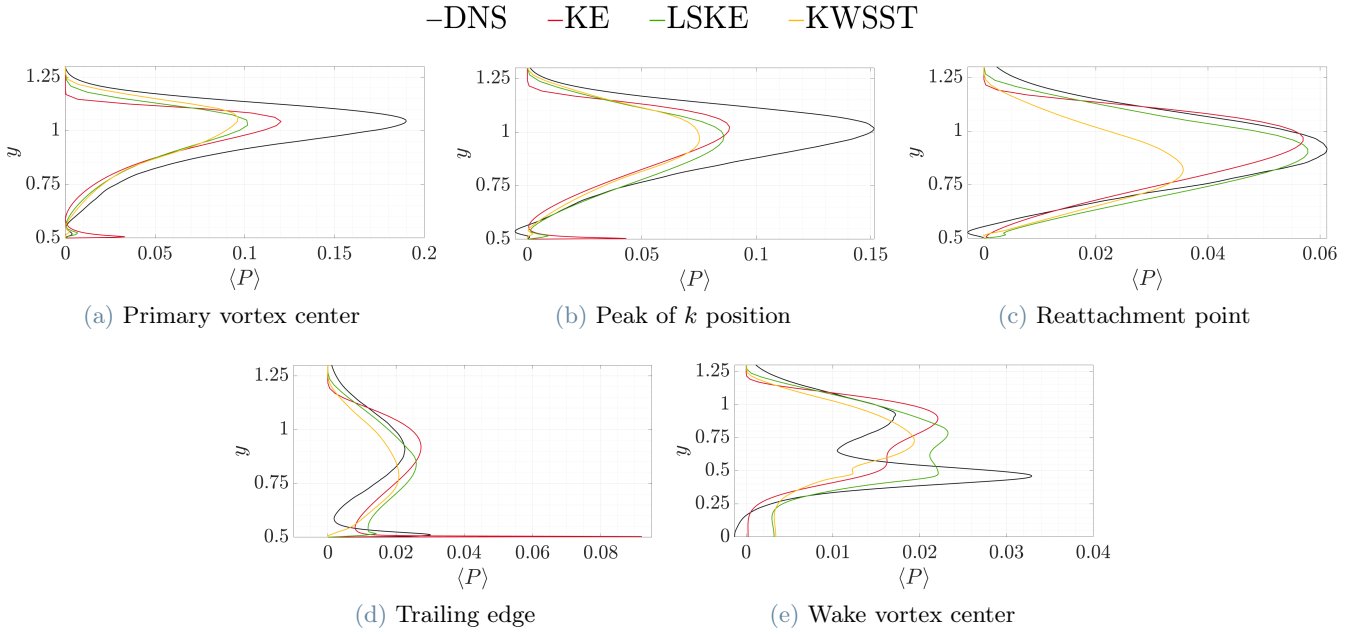 –DNS –KE –LSKE –KWSST
1.25 1 0.75 0.5
y
0 0.05 0.1 0.15 0.2
⟨P⟩
(a) Primary vortex center
1.25 1 0.75 0.5
y
0 0.05 0.1 0.15
⟨P⟩
(b) Peak of k position
1.25 1 0.75 0.5
y
0 0.02 0.04 0.06
⟨P⟩
(c) Reattachment point
1.25 1 0.75 0.5
y
0 0.02 0.04 0.06 0.08
⟨P⟩
(d) Trailing edge
1.25 1 0.75 0.5 0.25 0
y
0 0.01 0.02 0.03 0.04
⟨P⟩
(e) Wake vortex center